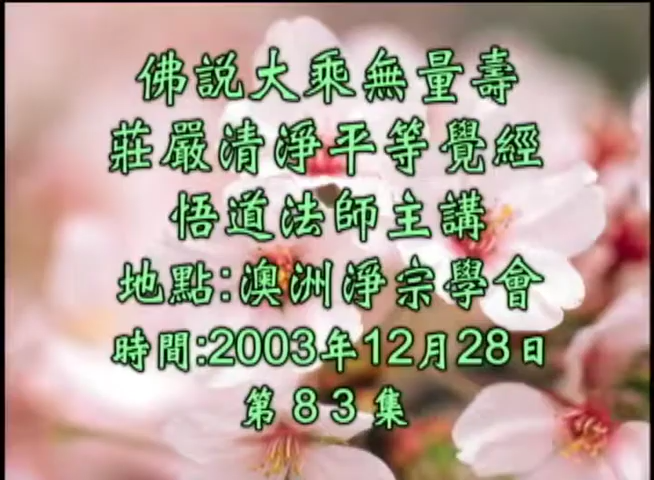 佛説大乘無量壽
莊嚴清淨平等覺經
悟道法師主講
地點:澳洲淨宗學會
時間:2003年12月28日
第83集